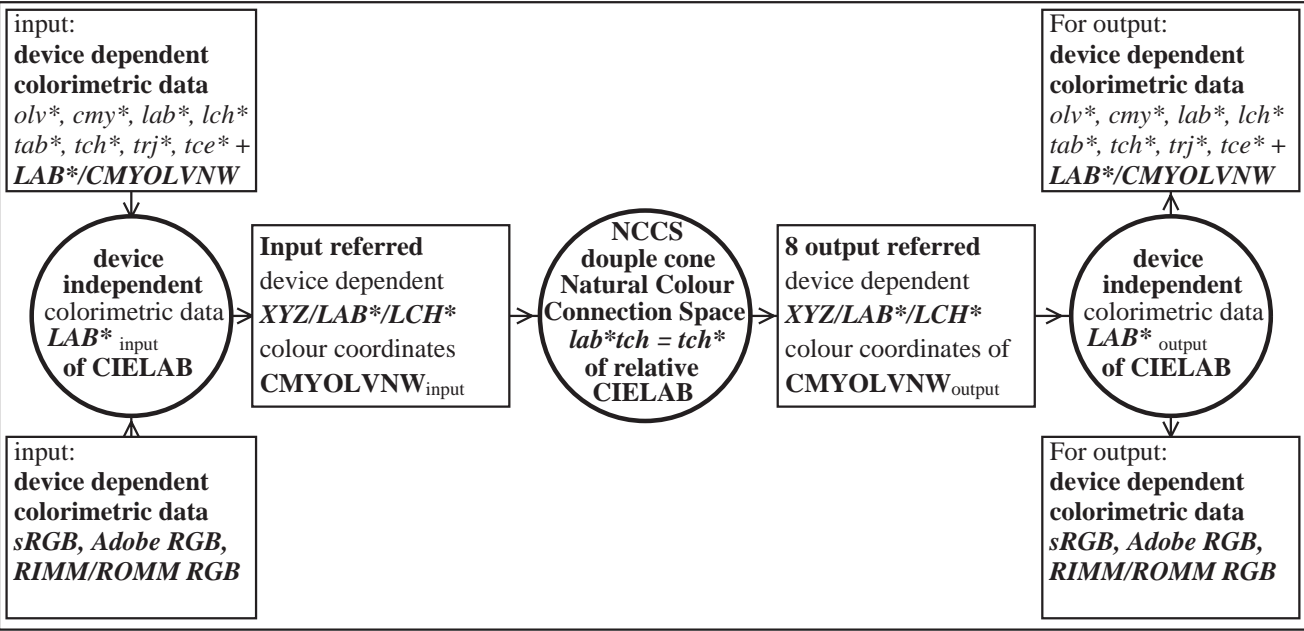 input:
device dependent
colorimetric data
olv*, cmy*, lab*, lch*
tab*, tch*, trj*, tce* +
LAB*/CMYOLVNW
device
independent
colorimetric data
LAB* input
of CIELAB
input:
device dependent
colorimetric data
sRGB, Adobe RGB,
RIMM/ROMM RGB
Input referred
device dependent
XYZ/LAB*/LCH*
colour coordinates
CMYOLVNWinput
NCCS
douple cone
Natural Colour
Connection Space
lab*tch = tch*
of relative
CIELAB
8 output referred
device dependent
XYZ/LAB*/LCH*
colour coordinates of
CMYOLVNWoutput
For output:
device dependent
colorimetric data
olv*, cmy*, lab*, lch*
tab*, tch*, trj*, tce* +
LAB*/CMYOLVNW
device
independent
colorimetric data
LAB* output
of CIELAB
For output:
device dependent
colorimetric data
sRGB, Adobe RGB,
RIMM/ROMM RGB